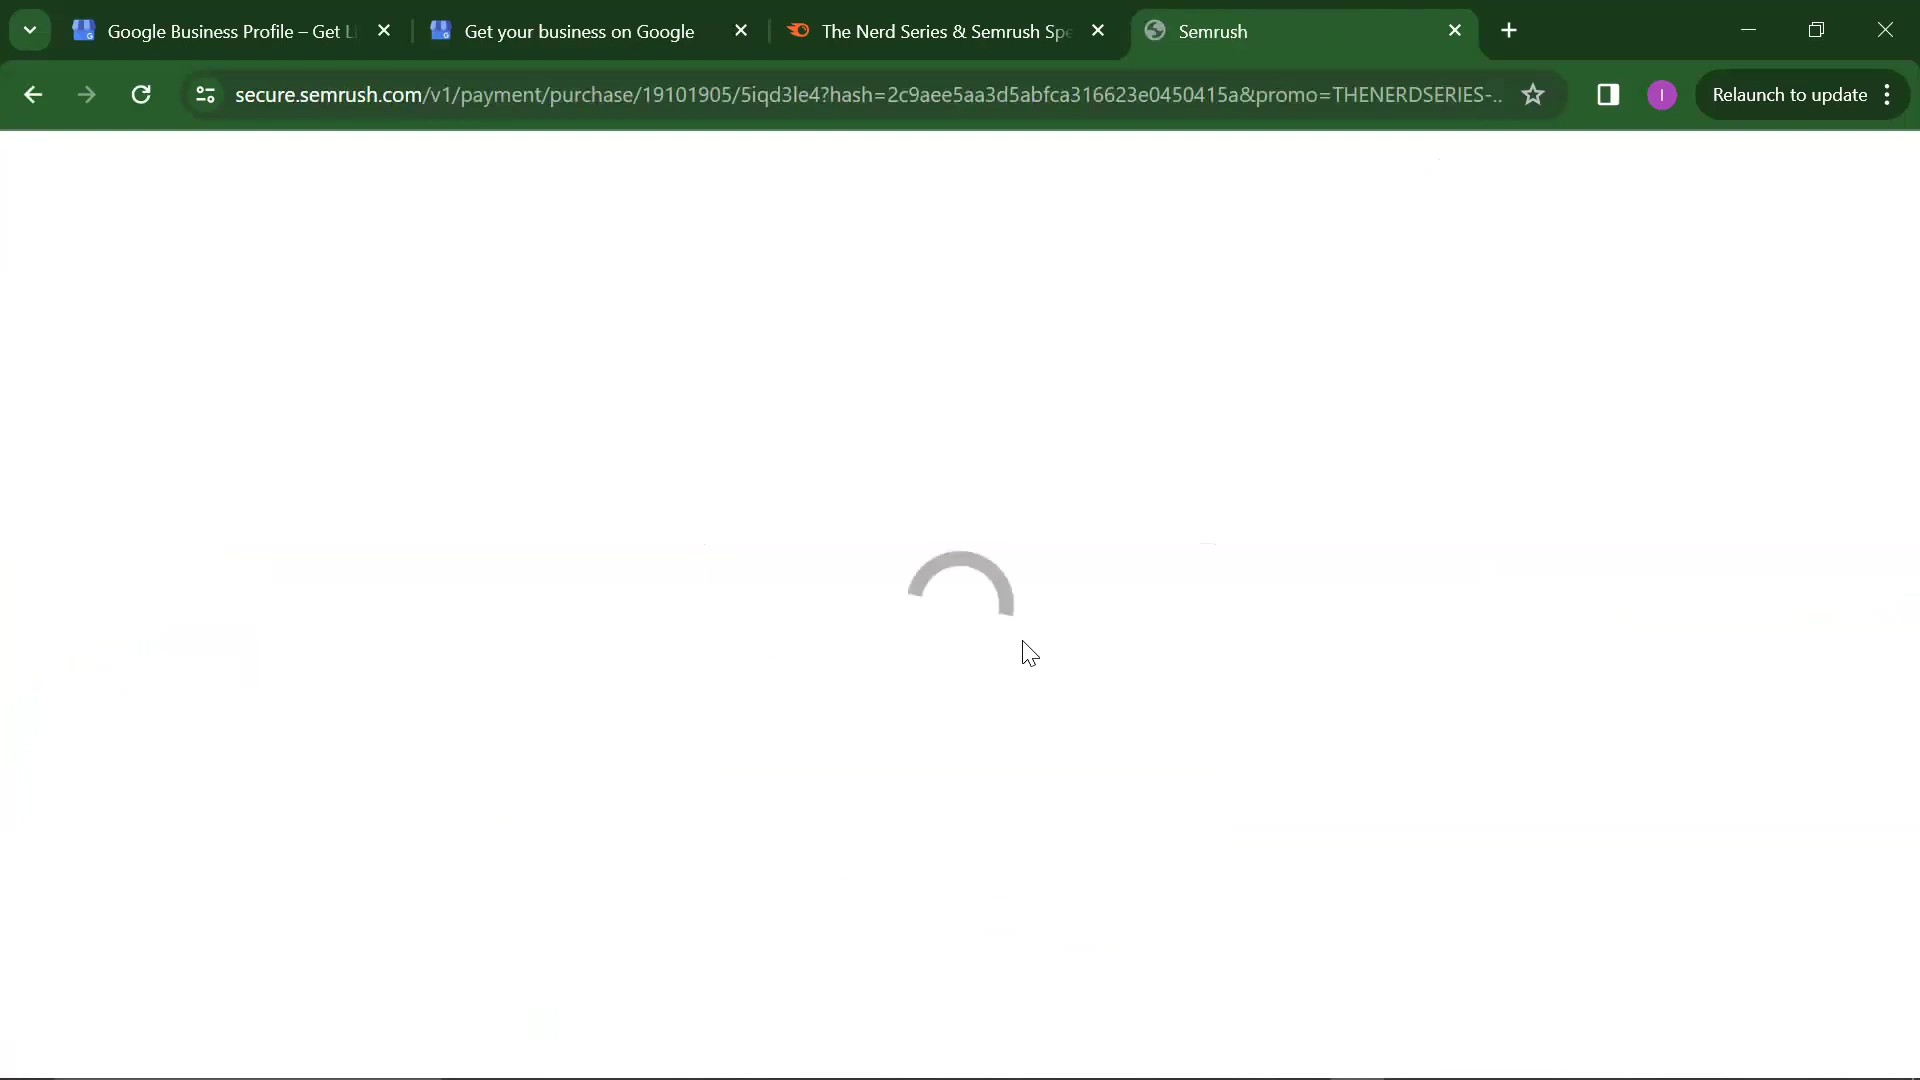 Google Business Profile – Get Li
Get your business on Google
The Nerd Series & Semrush Spe
Semrush
secure.semrush.com/v1/payment/purchase/19101905/5iqd3le4?hash=2c9aee5aa3d5abfca316623e0450415a&promo=THENERDSERIES-..
I
Relaunch to update